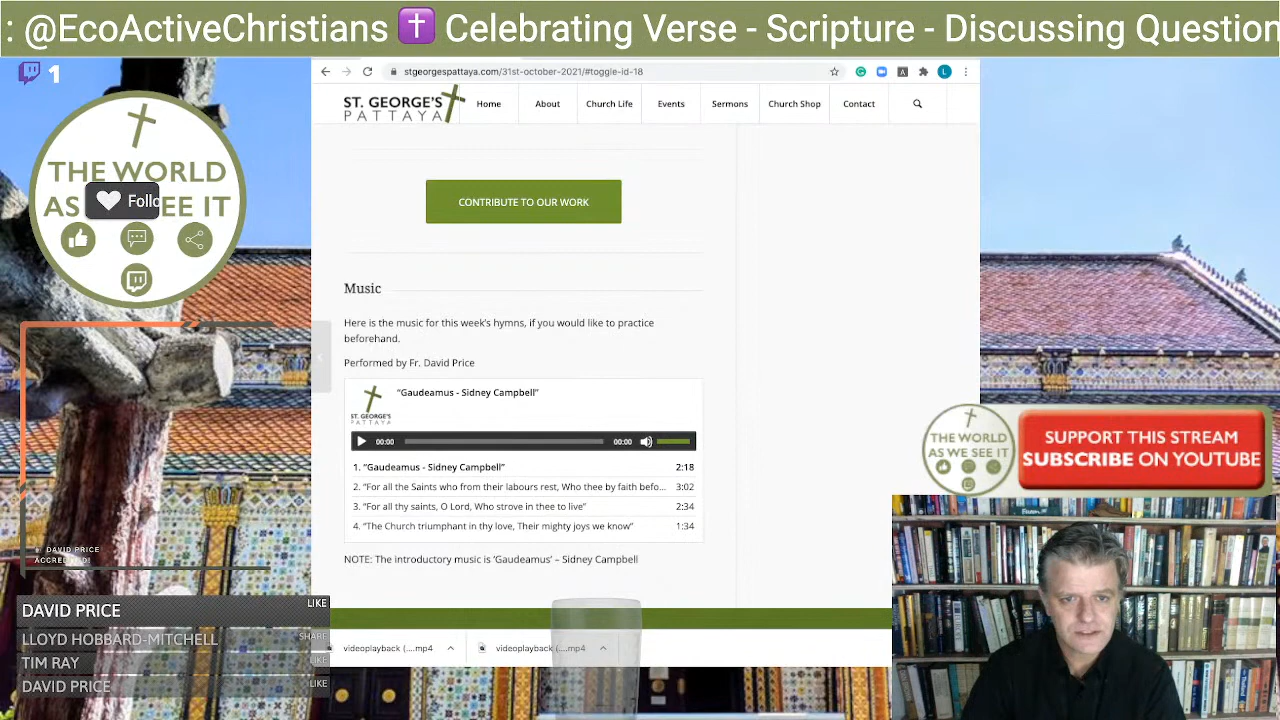 : @EcoActiveChristians ✝ Celebrating Verse - Scripture - Discussing Question
1
THE WORLD
AS EE IT
Follo
stgeorgespattaya.com/31st-october-2021/#toggle-id-18
L
ST. GEORGE'S
PATTAYA
Home
About
Church Life
Events
Sermons
Church Shop
Contact
CONTRIBUTE TO OUR WORK
Music
Here is the music for this week's hymns, if you would like to practice
beforehand.
Performed by Fr. David Price
ST. GEORGE'S
PATTAYA
"Gaudeamus - Sidney Campbell"
00:00 00:00
1. "Gaudeamus - Sidney Campbell" 2:18
2. "For all the Saints who from their labours rest, Who thee by faith befo... 3:02
3. "For all thy saints, O Lord, Who strove in thee to live" 2:34
4. "The Church triumphant in thy love, Their mighty joys we know" 1:34
NOTE: The introductory music is 'Gaudeamus' – Sidney Campbell
videoplayback (....mp4
videoplayback (....mp4
THE WORLD
AS WE SEE IT
SUPPORT THIS STREAM
SUBSCRIBE ON YOUTUBE
DAVID PRICE
DAVID PRICE LIKE
LLOYD HOBBARD-MITCHELL SHARE
TIM RAY LIKE
DAVID PRICE LIKE